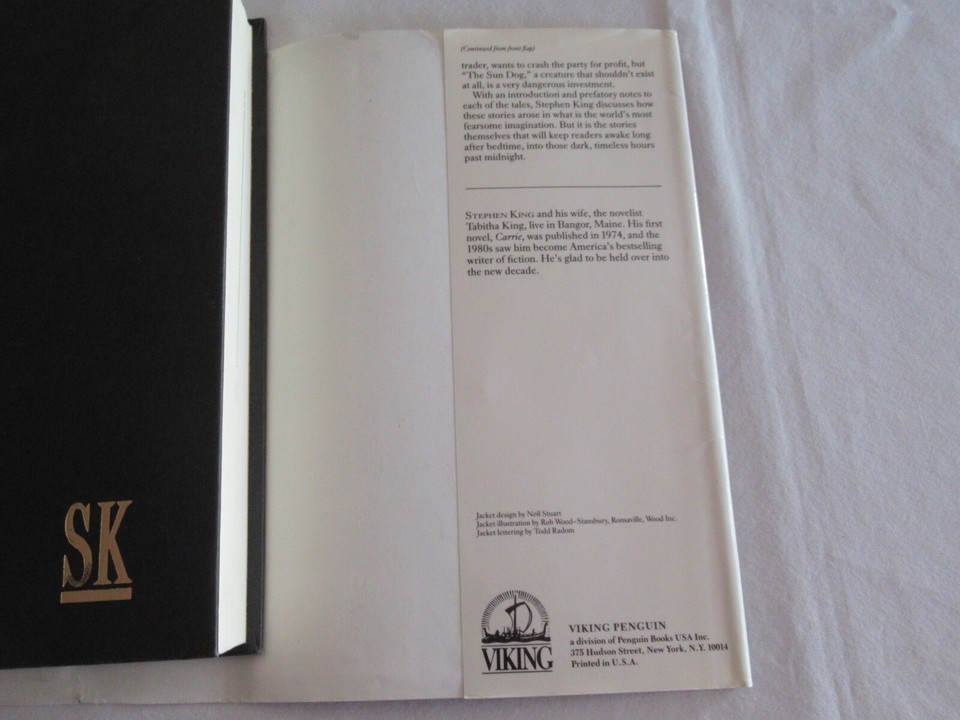 (Continued from front flap)
trader, wants to crash the party for profit, but
"The Sun Dog," a creature that shouldn't exist
at all, is a very dangerous investment.
With an introduction and prefatory notes to
each of the tales, Stephen King discusses how
these stories arose in what is the world's most
fearsome imagination. But it is the stories
themselves that will keep readers awake long
after bedtime, into those dark, timeless hours
past midnight.
STEPHEN KING and his wife, the novelist
Tabitha King, live in Bangor, Maine. His first
novel, Carrie, was published in 1974, and the
1980s saw him become America's bestselling
writer of fiction. He's glad to be held over into
the new decade.
Jacket design by Neil Stuart
Jacket illustration by Rob Wood–Stansbury, Ronsaville, Wood Inc.
Jacket lettering by Todd Radom
SK
VIKING
VIKING PENGUIN
a division of Penguin Books USA Inc.
375 Hudson Street, New York, N.Y. 10014
Printed in U.S.A.